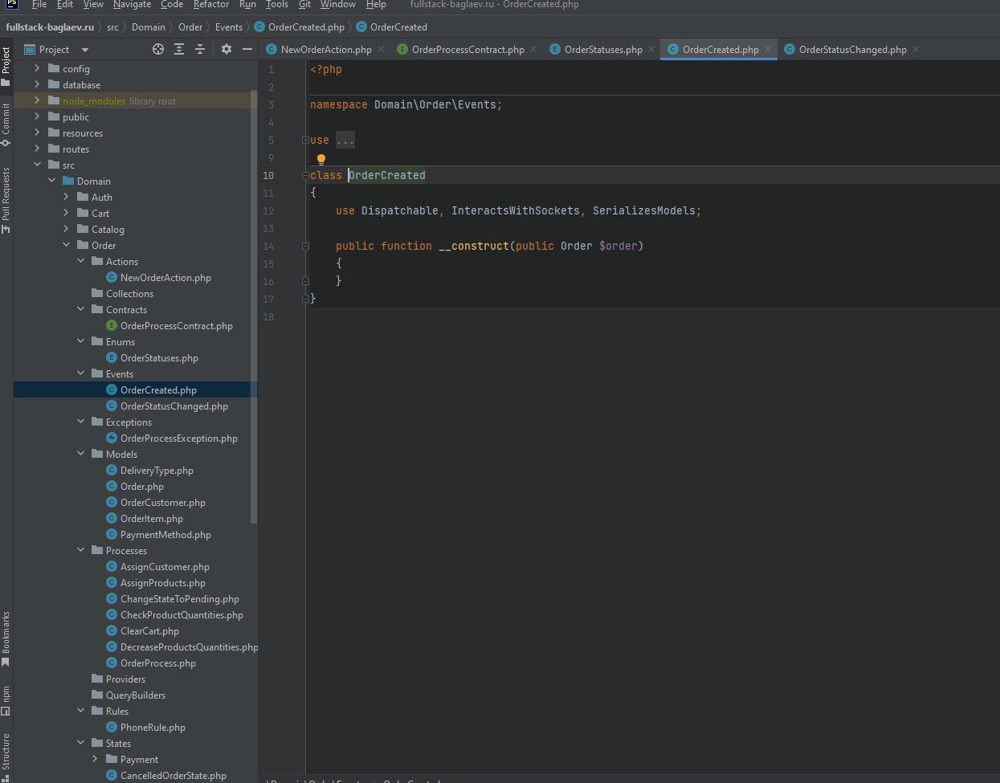 PS File Edit View Navigate Code Refactor Run Tools Git Window Help fullstack-baglaev.ru - OrderCreated.php
fullstack-baglaev.ru src Domain Order Events OrderCreated.php OrderCreated
Project
NewOrderAction.php OrderProcessContract.php OrderStatuses.php OrderCreated.php OrderStatusChanged.php
Project
Commit
Pull Requests
Bookmarks
npm
Structure
config
database
node_modules library root
public
resources
routes
src
Domain
Auth
Cart
Catalog
Order
Actions
NewOrderAction.php
Collections
Contracts
OrderProcessContract.php
Enums
OrderStatuses.php
Events
OrderCreated.php
OrderStatusChanged.php
Exceptions
OrderProcessException.php
Models
DeliveryType.php
Order.php
OrderCustomer.php
OrderItem.php
PaymentMethod.php
Processes
AssignCustomer.php
AssignProducts.php
ChangeStateToPending.php
CheckProductQuantities.php
ClearCart.php
DecreaseProductsQuantities.php
OrderProcess.php
Providers
QueryBuilders
Rules
PhoneRule.php
States
Payment
CancelledOrderState.php
1 <?php
2
3 namespace Domain\Order\Events;
4
5 use ...
9
10 class OrderCreated
11 {
12 use Dispatchable, InteractsWithSockets, SerializesModels;
13
14 public function __construct(public Order $order)
15 {
16 }
17 }
18